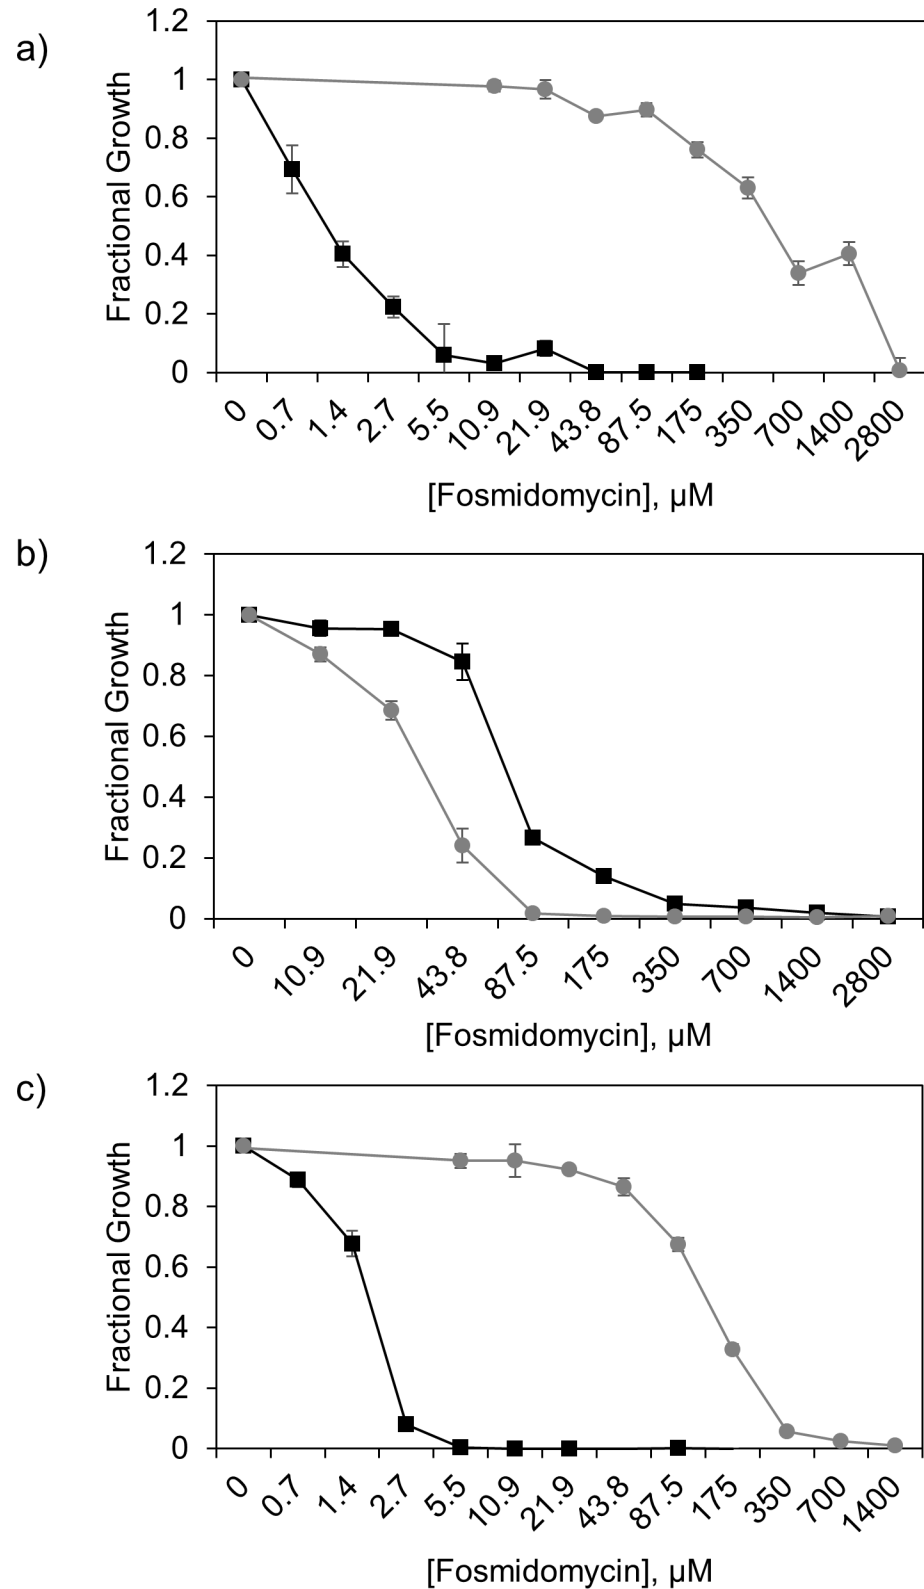 a)
1.2
1
0.8
0.6
0.4
0.2
0
Fractional Growth
0 0.7 1.4 2.7 5.5 10.9 21.9 43.8 87.5 175 350 700 1400 2800
[Fosmidomycin], µM
b)
1.2
1
0.8
0.6
0.4
0.2
0
Fractional Growth
0 10.9 21.9 43.8 87.5 175 350 700 1400 2800
[Fosmidomycin], µM
c)
1.2
1
0.8
0.6
0.4
0.2
0
Fractional Growth
0 0.7 1.4 2.7 5.5 10.9 21.9 43.8 87.5 175 350 700 1400
[Fosmidomycin], µM